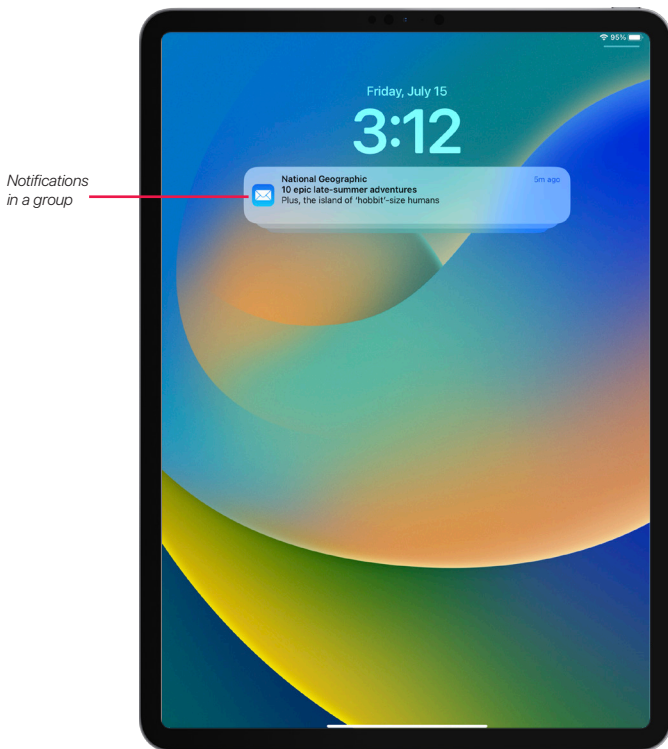 95%
Friday, July 15
3:12
Notifications
in a group
National Geographic
5m ago
10 epic late-summer adventures
Plus, the island of ‘hobbit’-size humans